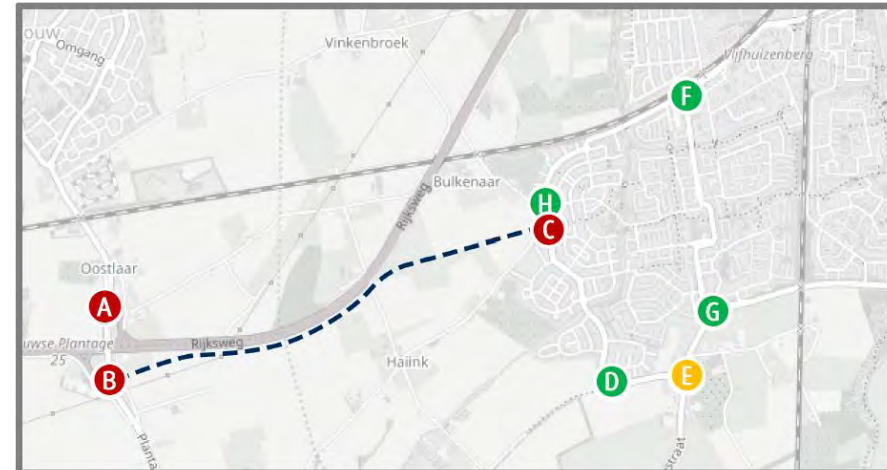 OUW
Omgang
Vinkenbroek
Vijfhuizenberg
F
Bulkenaar
Rijksweg
H
C
Oostlaar
A
G
Rijksweg
uwse Plantage
25
Haiink
B
D
E
Planta
straat